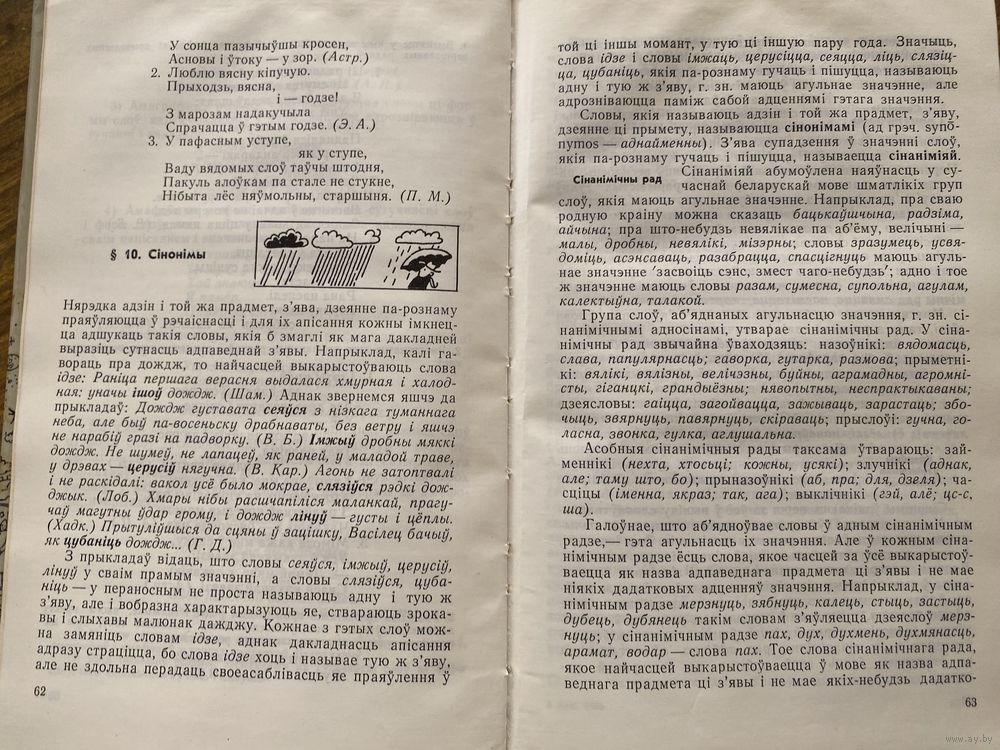 У сонца пазычыўшы кросен,
Асновы і ўтоку — у зор. (Астр.)
2. Люблю вясну кіпучую.
Прыходзь, вясна,
і — годзе!
З марозам надакучыла
Спрачацца ў гэтым годзе. (Э. А.)
3. У пафасным уступе,
як у ступе,
Ваду вядомых слоў таўчы штодня,
Пакуль алоўкам па стале не стукне,
Нібыта лёс няўмольны, старшыня. (П. М.)
§ 10. Сінонімы
Нярэдка адзін і той жа прадмет, з'ява, дзеянне па-рознаму
праяўляюцца ў рэчаіснасці і для іх апісання кожны імкнец-
ца адшукаць такія словы, якія б змаглі як мага дакладней
выразіць сутнасць адпаведнай з'явы. Напрыклад, калі га-
вораць пра дождж, то найчасцей выкарыстоўваюць слова
ідзе: Раніца першага верасня выдалася хмурная і халод-
ная: уначы ішоў дождж. (Шам.) Аднак звернемся яшчэ да
прыкладаў: Дождж густавата сеяўся з нізкага туманнага
неба, але быў па-восеньску драбнаваты, без ветру і яшчэ
не нарабіў гразі на падворку. (В. Б.) Імжыў дробны мяккі
дождж. Не шумеў, не лапацеў, як раней, у маладой траве,
у дрэвах — церусіў нягучна. (В. Кар.) Агонь не затопталі
і не раскідалі: вакол усё было мокрае, слязіўся рэдкі дож-
джык. (Лоб.) Хмары нібы расшчапіліся маланкай, прагу-
чаў магутны ўдар грому, і дождж лінуў — густы і цёплы.
(Хадк.) Прытуліўшыся да сцяны ў зацішку, Васілец бачыў,
як цубаніць дождж... (Г. Д.)
З прыкладаў відаць, што словы сеяўся, імжыў, церусіў,
лінуў у сваім прамым значэнні, а словы слязіўся, цуба-
ніць — у пераносным не проста называюць адну і тую ж
з'яву, але і вобразна характарызуюць яе, ствараюць зрока-
вы і слыхавы малюнак дажджу. Кожнае з гэтых слоў мож-
на замяніць словам ідзе, аднак дакладнасць апісання
адразу страціцца, бо слова ідзе хоць і называе тую ж з'яву,
але не здольна перадаць своеасаблівасць яе праяўлення ў
62
той ці іншы момант, у тую ці іншую пару года. Значыць,
слова ідзе і словы імжаць, церусіцца, сеяцца, ліць, слязіц-
ца, цубаніць, якія па-рознаму гучаць і пішуцца, называюць
адну і тую ж з'яву, г. зн. маюць агульнае значэнне, але
адрозніваюцца паміж сабой адценнямі гэтага значэння.
Словы, якія называюць адзін і той жа прадмет, з'яву,
дзеянне ці прымету, называюцца сінонімамі (ад грэч. synō-
nymos — аднайменны). З'ява супадзення ў значэнні слоў,
якія па-рознаму гучаць і пішуцца, называецца сінаніміяй.
Сінанімічны рад
Сінаніміяй абумоўлена наяўнасць у су-
часнай беларускай мове шматлікіх груп
слоў, якія маюць агульнае значэнне. Напрыклад, пра сваю
родную краіну можна сказаць бацькаўшчына, радзіма,
айчына; пра што-небудзь невялікае па аб'ёму, велічыні —
малы, дробны, невялікі, мізэрны; словы зразумець, усвя-
доміць, асэнсаваць, разабрацца, спасцігнуць маюць агуль-
нае значэнне 'засвоіць сэнс, змест чаго-небудзь'; адно і тое
ж значэнне маюць словы разам, сумесна, супольна, агулам,
калектыўна, талакой.
Група слоў, аб'яднаных агульнасцю значэння, г. зн. сі-
нанімічнымі адносінамі, утварае сінанімічны рад. У сіна-
німічны рад звычайна ўваходзяць: назоўнікі: вядомасць,
слава, папулярнасць; гаворка, гутарка, размова; прыметні-
кі: вялікі, вялізны, велічэзны, буйны, аграмадны, агромні-
сты, гіганцкі, грандыёзны; нявопытны, неспрактыкаваны;
дзеясловы: гаіцца, загойвацца, зажываць, зарастаць; збо-
чыць, звярнуць, павярнуць, скіраваць; прыслоўі: гучна, го-
ласна, звонка, гулка, аглушальна.
Асобныя сінанімічныя рады таксама ўтвараюць: зай-
меннікі (нехта, хтосьці; кожны, усякі); злучнікі (аднак,
але; таму што, бо); прыназоўнікі (аб, пра; для, дзеля); ча-
сціцы (іменна, якраз; так, ага); выклічнікі (гэй, алё; цс-с,
ша).
Галоўнае, што аб'ядноўвае словы ў адным сінанімічным
радзе,— гэта агульнасць іх значэння. Але ў кожным сіна-
німічным радзе ёсць слова, якое часцей за ўсё выкарыстоў-
ваецца як назва адпаведнага прадмета ці з'явы і не мае
ніякіх дадатковых адценняў значэння. Напрыклад, у сіна-
німічным радзе мерзнуць, зябнуць, калець, стыць, застыць,
дубець, дубянець такім словам з'яўляецца дзеяслоў мерз-
нуць; у сінанімічным радзе пах, дух, духмень, духмянасць,
арамат, водар — слова пах. Тое слова сінанімічнага рада,
якое найчасцей выкарыстоўваецца ў мове як назва адпа-
веднага прадмета ці з'явы і не мае якіх-небудзь дадатко-
63
www.ay.by